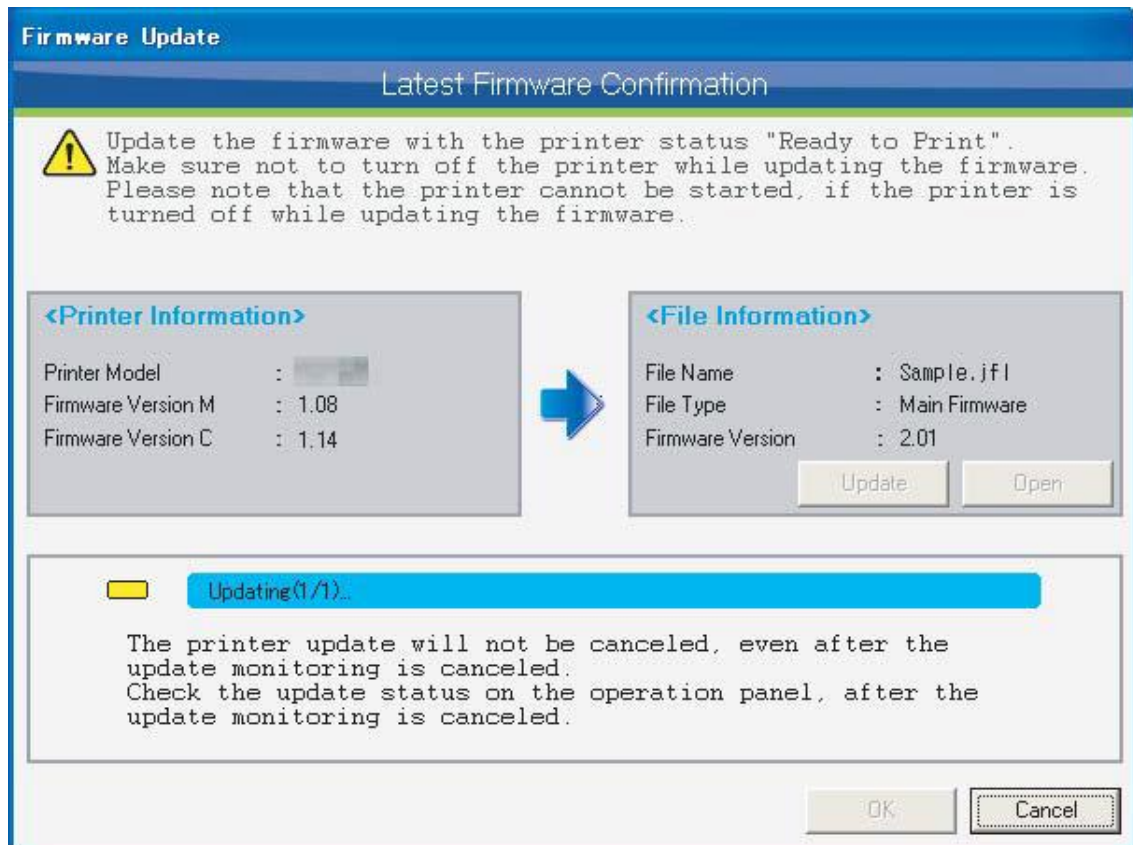 Firmware Update
Latest Firmware Confirmation
Update the firmware with the printer status "Ready to Print".
Make sure not to turn off the printer while updating the firmware.
Please note that the printer cannot be started, if the printer is
turned off while updating the firmware.
<Printer Information>
Printer Model :
Firmware Version M : 1.08
Firmware Version C : 1.14
<File Information>
File Name : Sample.jfl
File Type : Main Firmware
Firmware Version : 2.01
Update Open
Updating(1/1)...
The printer update will not be canceled, even after the
update monitoring is canceled.
Check the update status on the operation panel, after the
update monitoring is canceled.
OK Cancel